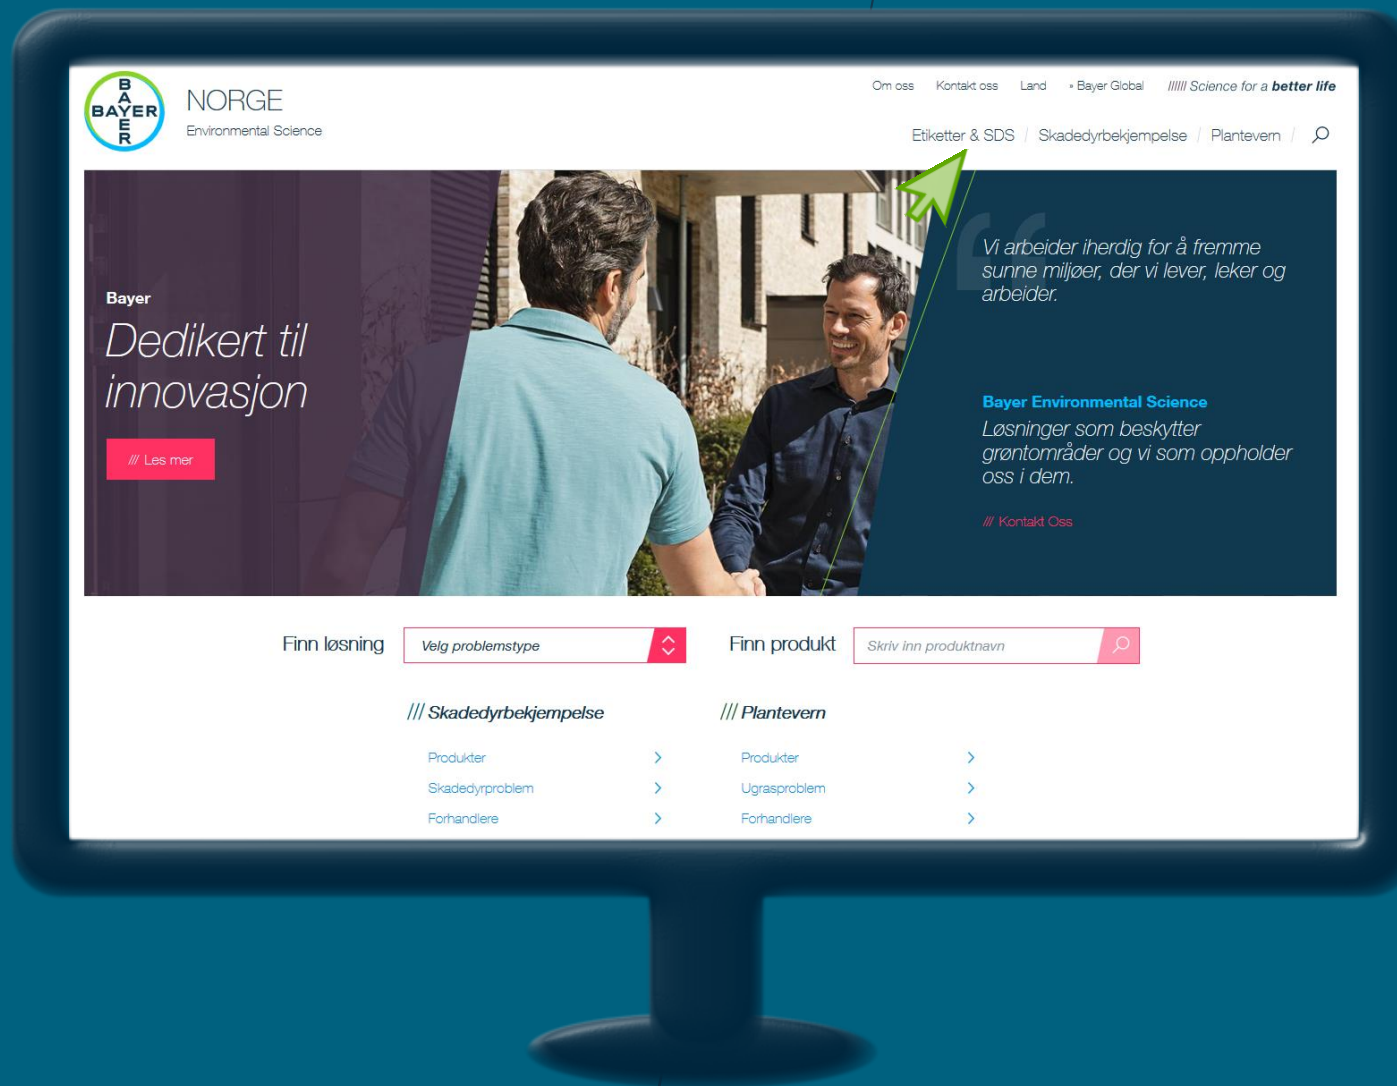 BAYER
BAYER
NORGE
Environmental Science
Om oss Kontakt oss Land » Bayer Global ////// Science for a better life
Etiketter & SDS / Skadedyrbekjempelse / Plantevern /
Bayer
Dedikert til
innovasjon
/// Les mer
“
Vi arbeider iherdig for å fremme
sunne miljøer, der vi lever, leker og
arbeider.
Bayer Environmental Science
Løsninger som beskytter
grøntområder og vi som oppholder
oss i dem.
/// Kontakt Oss
Finn løsning Velg problemstype Finn produkt Skriv inn produktnavn
/// Skadedyrbekjempelse /// Plantevern
Produkter Produkter
Skadedyrproblem Ugrasproblem
Forhandlere Forhandlere